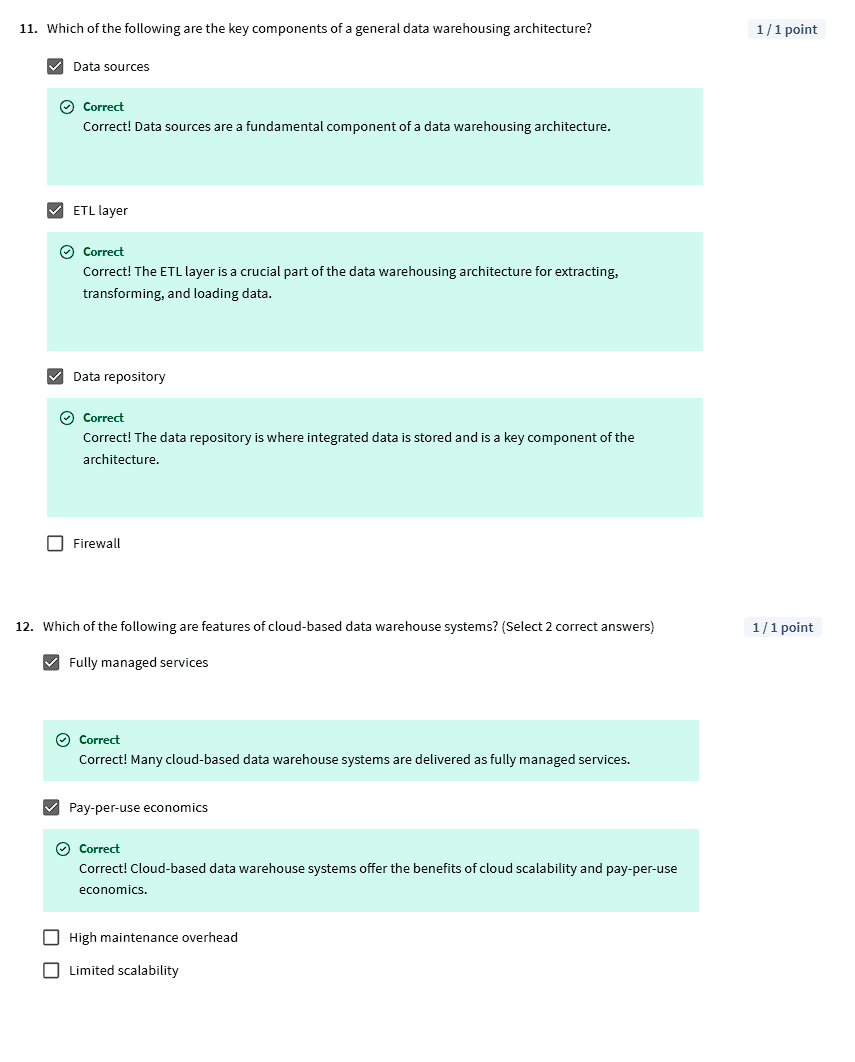 11. Which of the following are the key components of a general data warehousing architecture?
1 / 1 point
Data sources
Correct
Correct! Data sources are a fundamental component of a data warehousing architecture.
ETL layer
Correct
Correct! The ETL layer is a crucial part of the data warehousing architecture for extracting,
transforming, and loading data.
Data repository
Correct
Correct! The data repository is where integrated data is stored and is a key component of the
architecture.
Firewall
12. Which of the following are features of cloud-based data warehouse systems? (Select 2 correct answers)
1 / 1 point
Fully managed services
Correct
Correct! Many cloud-based data warehouse systems are delivered as fully managed services.
Pay-per-use economics
Correct
Correct! Cloud-based data warehouse systems offer the benefits of cloud scalability and pay-per-use
economics.
High maintenance overhead
Limited scalability